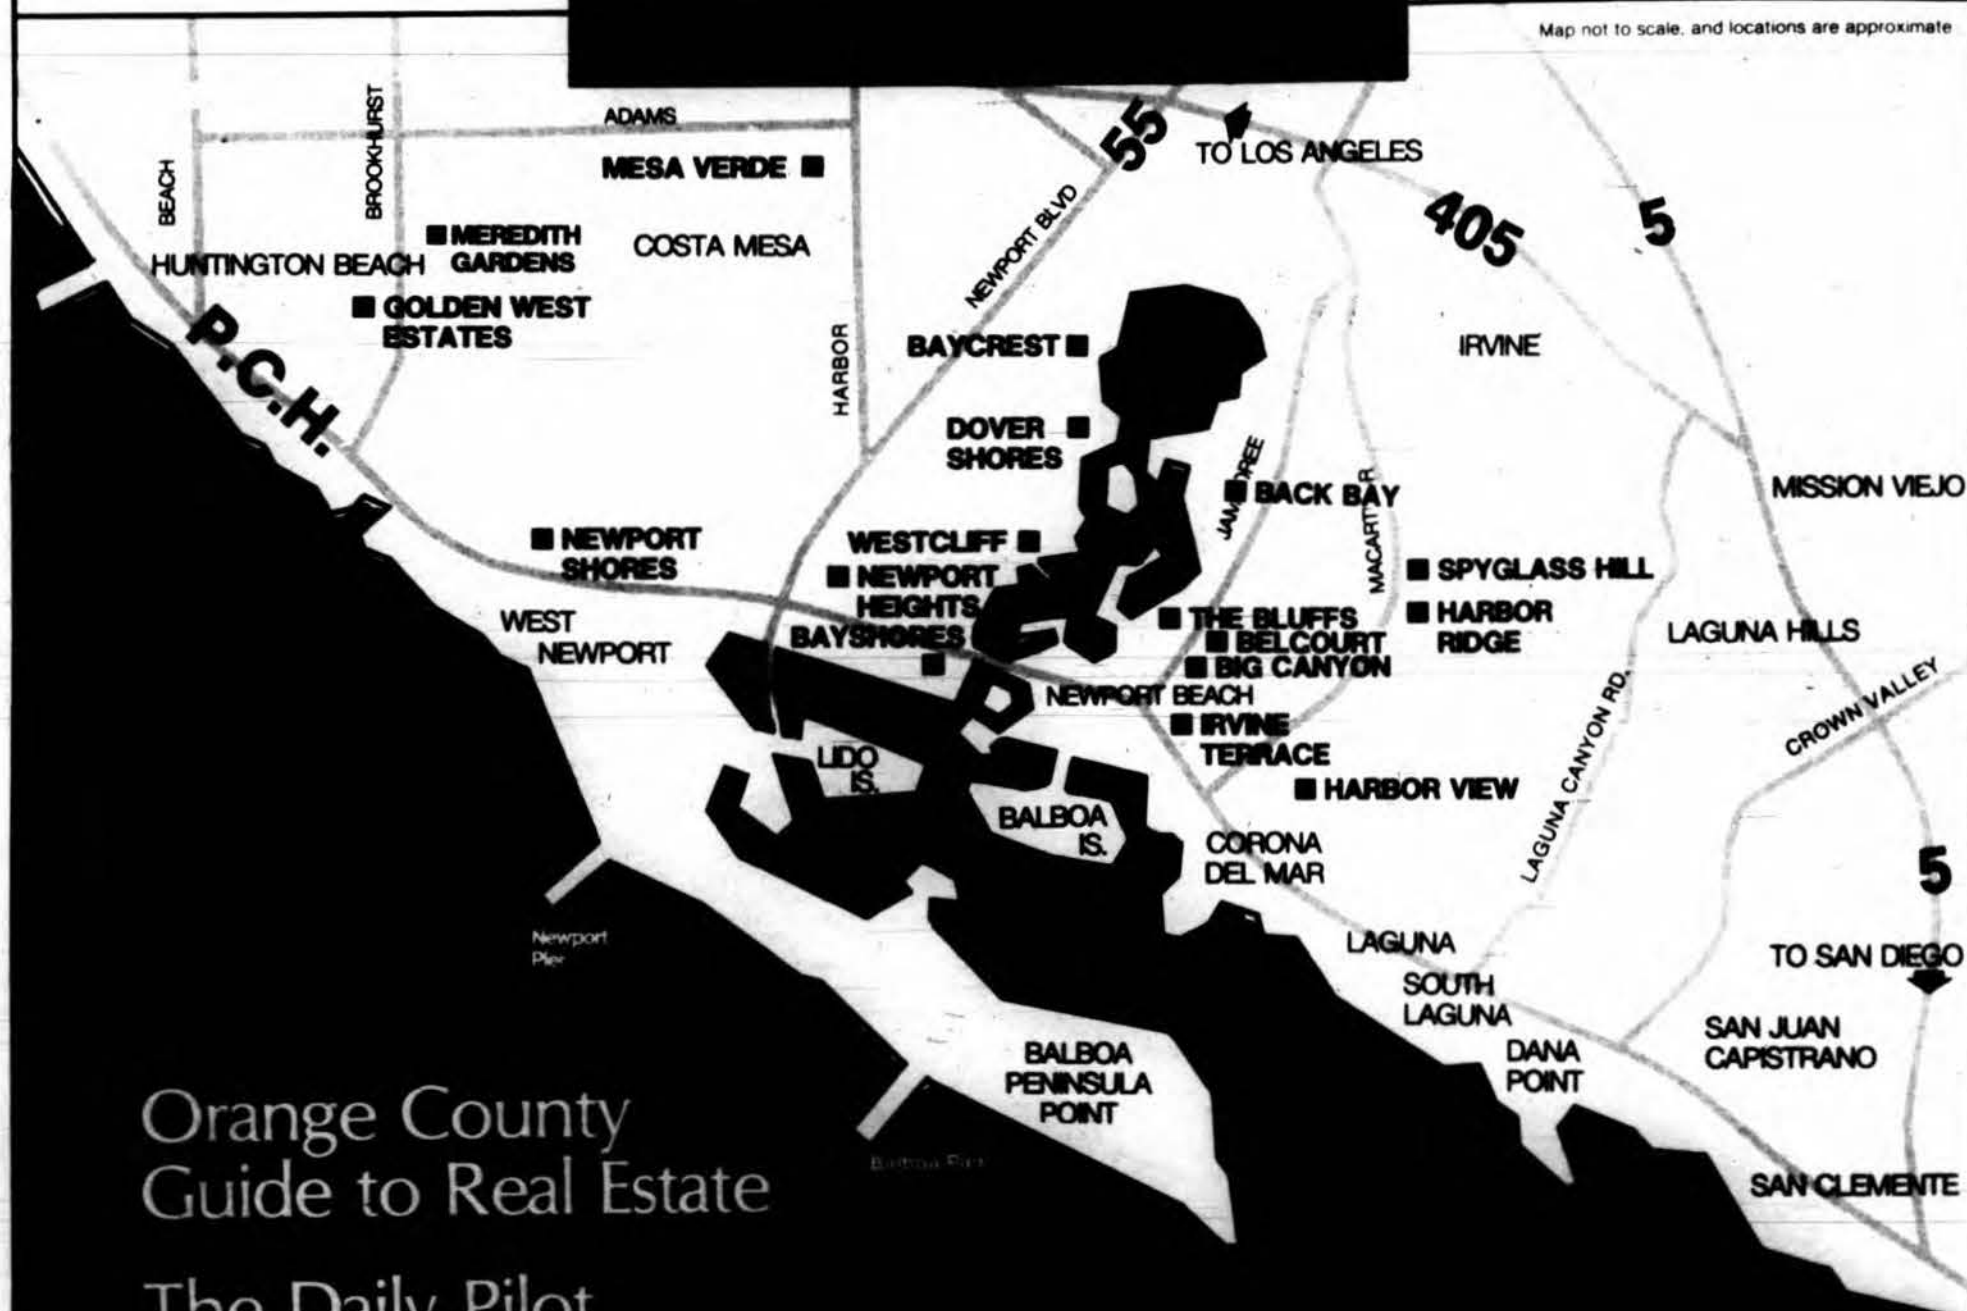 Map not to scale, and locations are approximate
ADAMS
BEACH
BROOKHURST
55
TO LOS ANGELES
MESA VERDE
NEWPORT BLVD
405
5
MEREDITH
GARDENS
COSTA MESA
HUNTINGTON BEACH
GOLDEN WEST
ESTATES
P.C.H.
HARBOR
BAYCREST
IRVINE
DOVER
SHORES
BACK BAY
MISSION VIEJO
NEWPORT
SHORES
WESTCLIFF
NEWPORT
HEIGHTS
BAYSHORES
SPYGLASS HILL
HARBOR
RIDGE
WEST
NEWPORT
THE BLUFFS
BELCOURT
BIG CANYON
LAGUNA HILLS
NEWPORT BEACH
CROWN VALLEY
IRVINE
TERRACE
LIDO
IS.
HARBOR VIEW
LAGUNA CANYON RD.
BALBOA
IS.
CORONA
DEL MAR
5
Newport
Pier
LAGUNA
SOUTH
LAGUNA
TO SAN DIEGO
SAN JUAN
CAPISTRANO
DANA
POINT
BALBOA
PENINSULA
POINT
SAN CLEMENTE
Orange County
Guide to Real Estate
The Daily Pilot